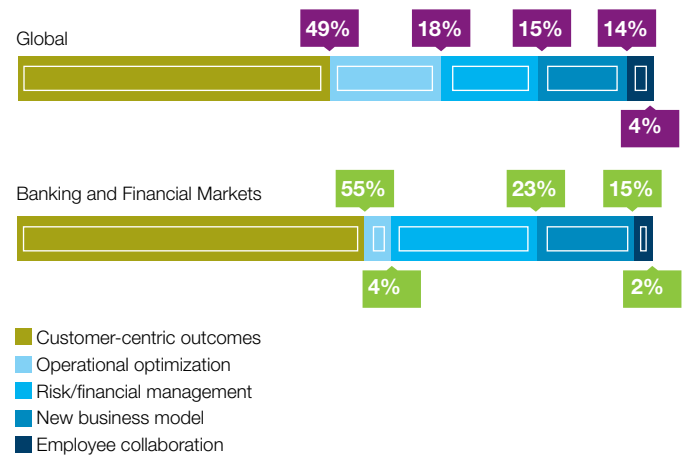 49% 18% 15% 14%
Global
4%
Banking and Financial Markets 55% 23% 15%
4% 2%
Customer-centric outcomes
Operational optimization
Risk/financial management
New business model
Employee collaboration